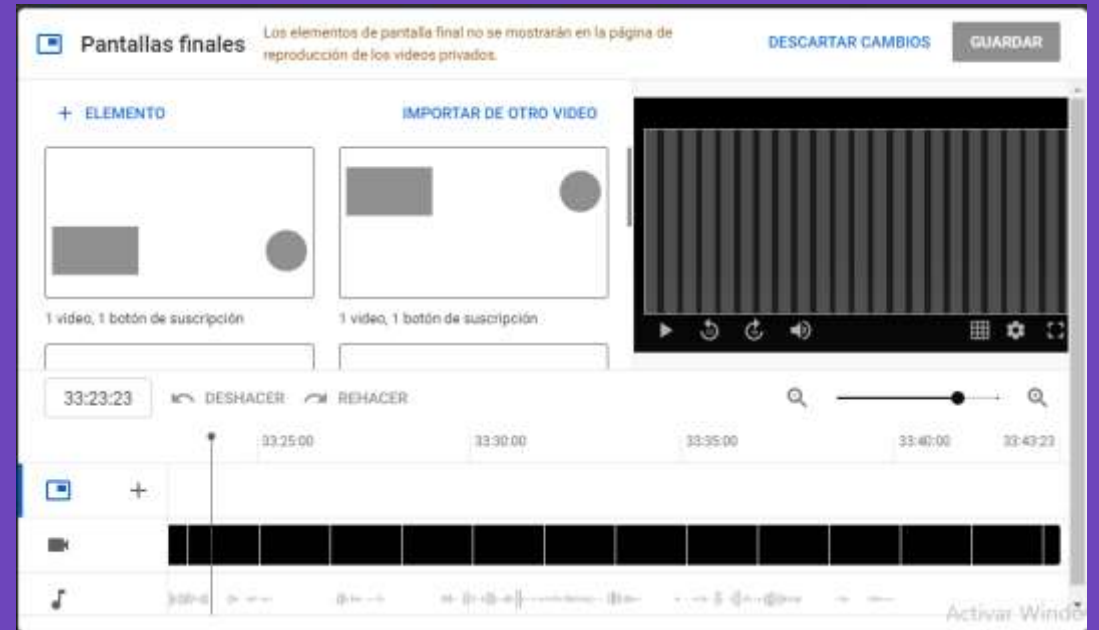 Pantallas finales
Los elementos de pantalla final no se mostrarán en la página de
reproducción de los videos privados.
DESCARTAR CAMBIOS
GUARDAR
+ ELEMENTO
IMPORTAR DE OTRO VIDEO
1 video, 1 botón de suscripción
1 video, 1 botón de suscripción
33:23:23
DESHACER
REHACER
33:25:00
33:30:00
33:35:00
33:40:00
33:43:23
Activar Windo